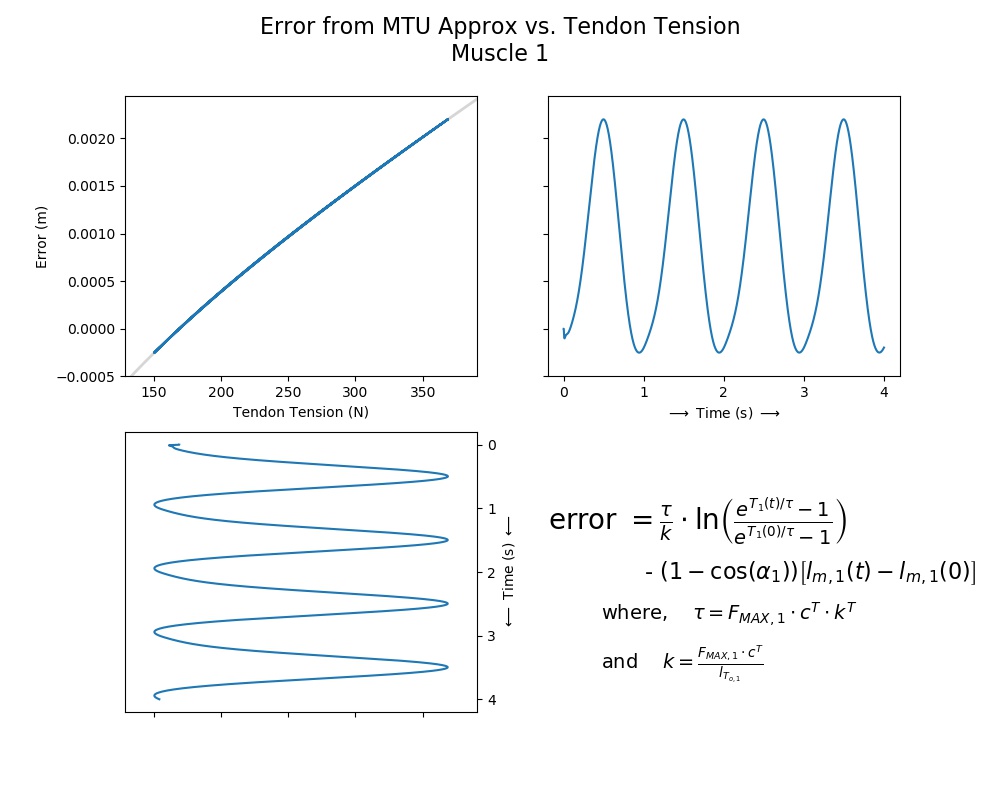 Error from MTU Approx vs. Tendon Tension
Muscle 1
0.0020
0.0015
0.0010
0.0005
0.0000
−0.0005
Error (m)
150 200 250 300 350
Tendon Tension (N)
0 1 2 3 4
⟶ Time (s) ⟶
0
1
2
3
4
⟵ Time (s) ⟵
error = τ/k · ln((e^{T₁(t)/τ} − 1)/(e^{T₁(0)/τ} − 1))
- (1 − cos(α₁))[l_{m,1}(t) − l_{m,1}(0)]
where, τ = F_{MAX,1} · c^T · k^T
and k = F_{MAX,1} · c^T / l_{T_{o,1}}